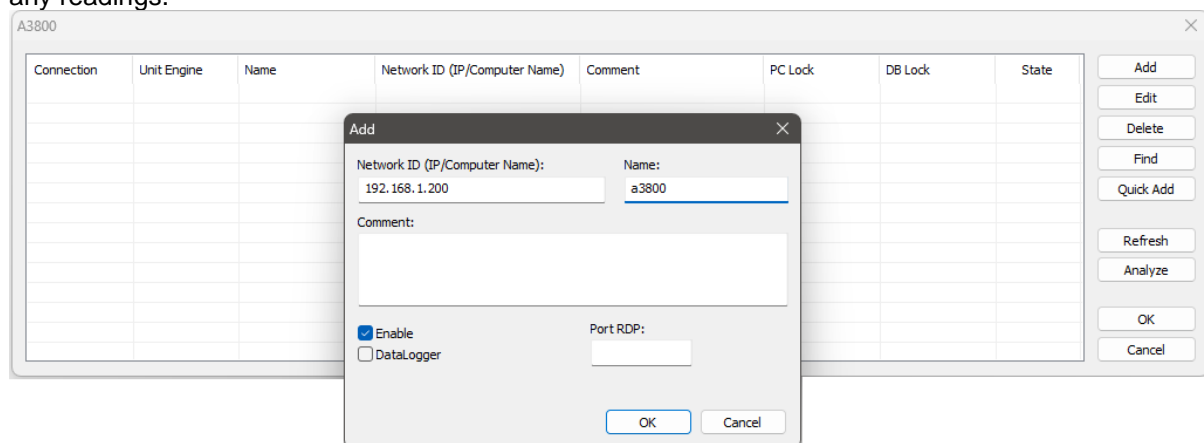 any readings.
A3800
Connection Unit Engine Name Network ID (IP/Computer Name) Comment PC Lock DB Lock State
Add
Edit
Delete
Find
Quick Add
Refresh
Analyze
OK
Cancel
Add
Network ID (IP/Computer Name): Name:
192.168.1.200 a3800
Comment:
Enable Port RDP:
DataLogger
OK Cancel